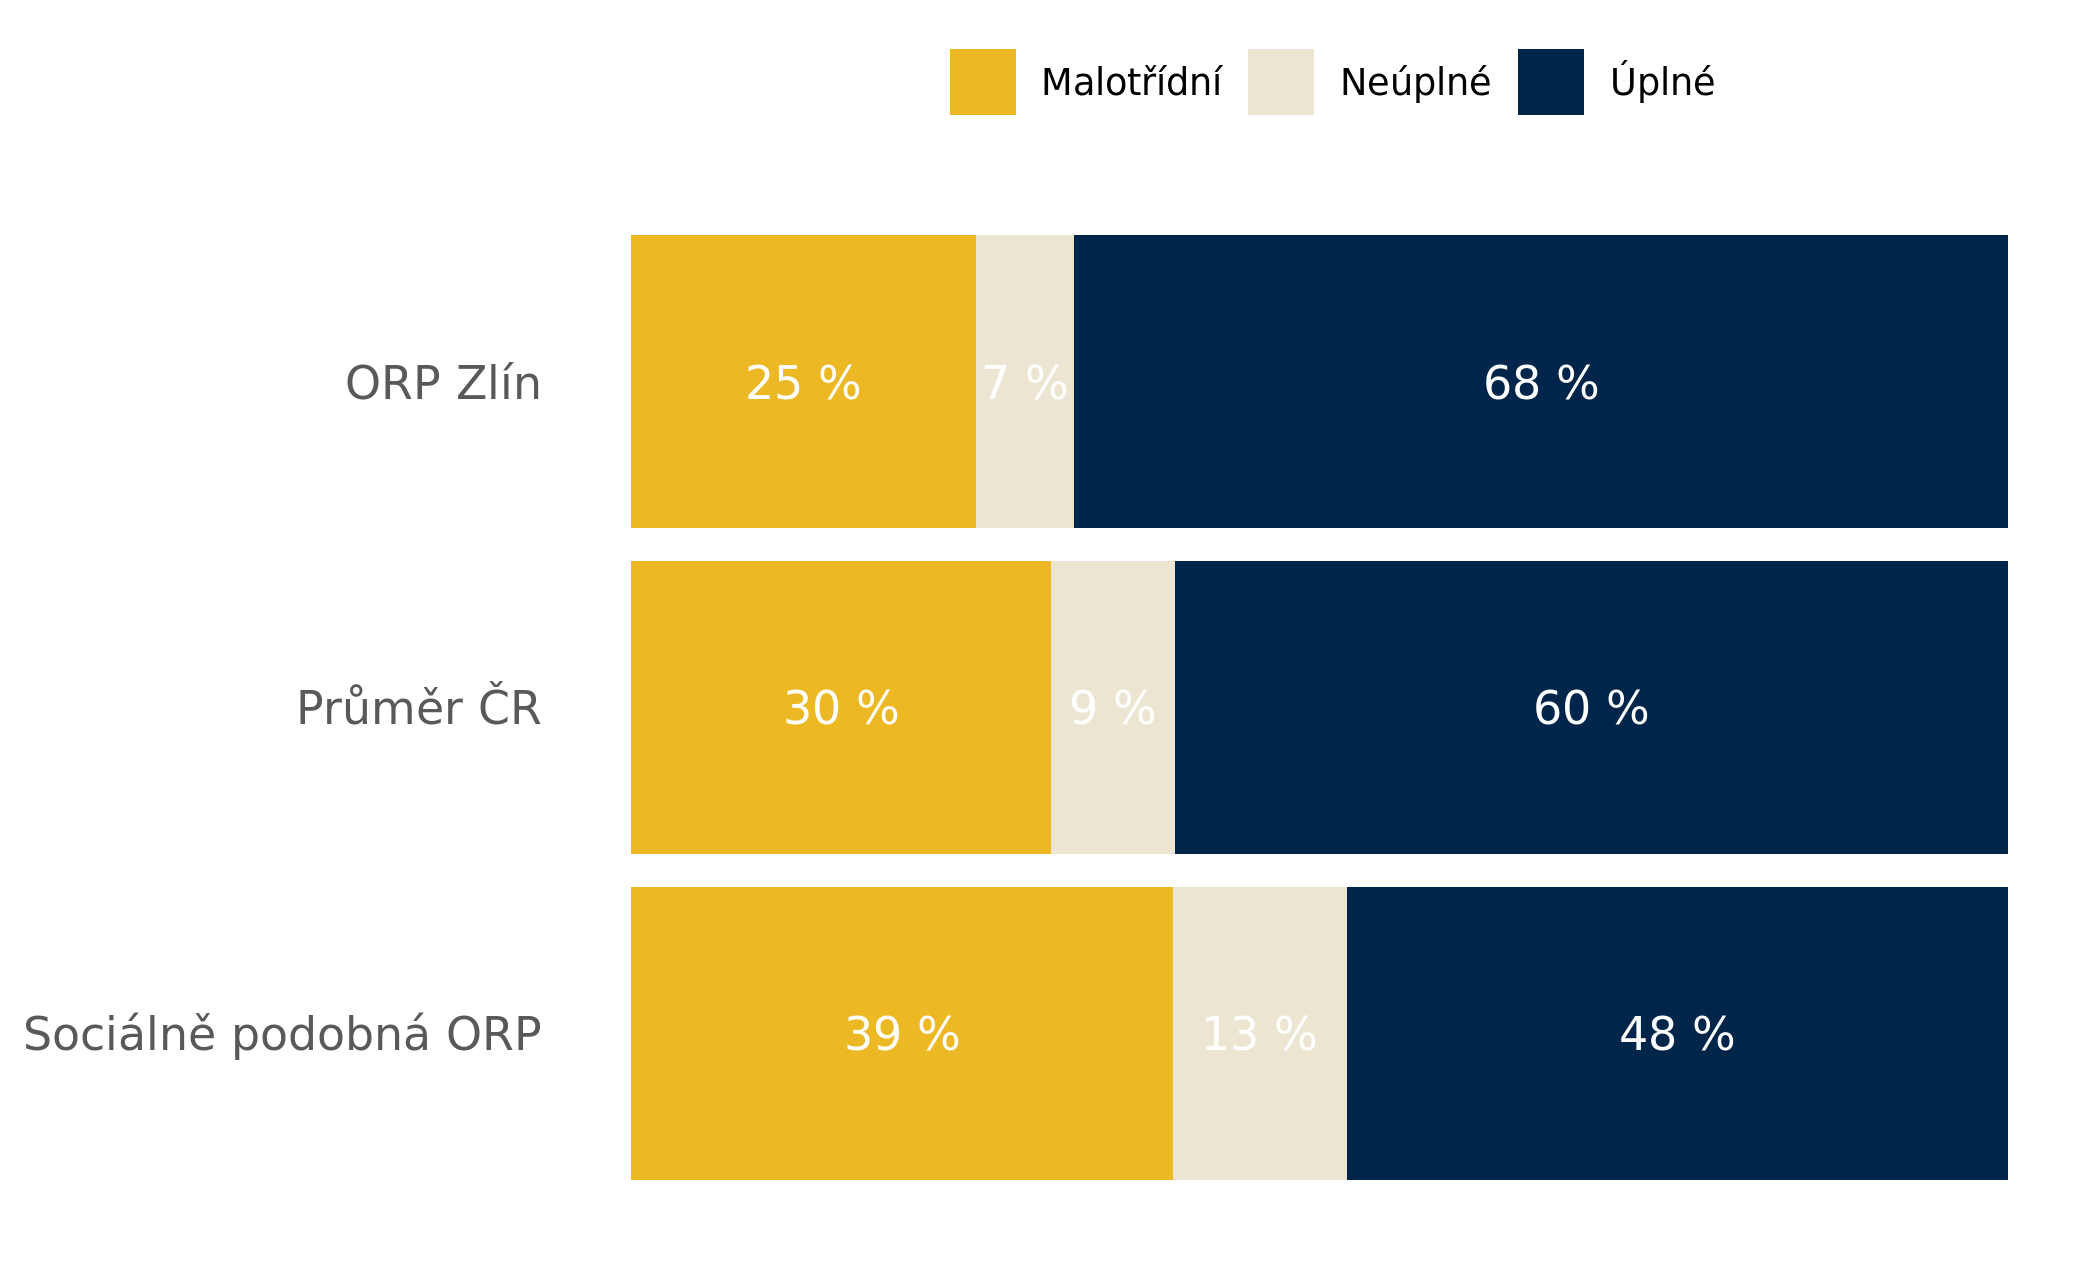 Malotřídní Neúplné Úplné
ORP Zlín 25 % 7 % 68 %
Průměr ČR 30 % 9 % 60 %
Sociálně podobná ORP 39 % 13 % 48 %